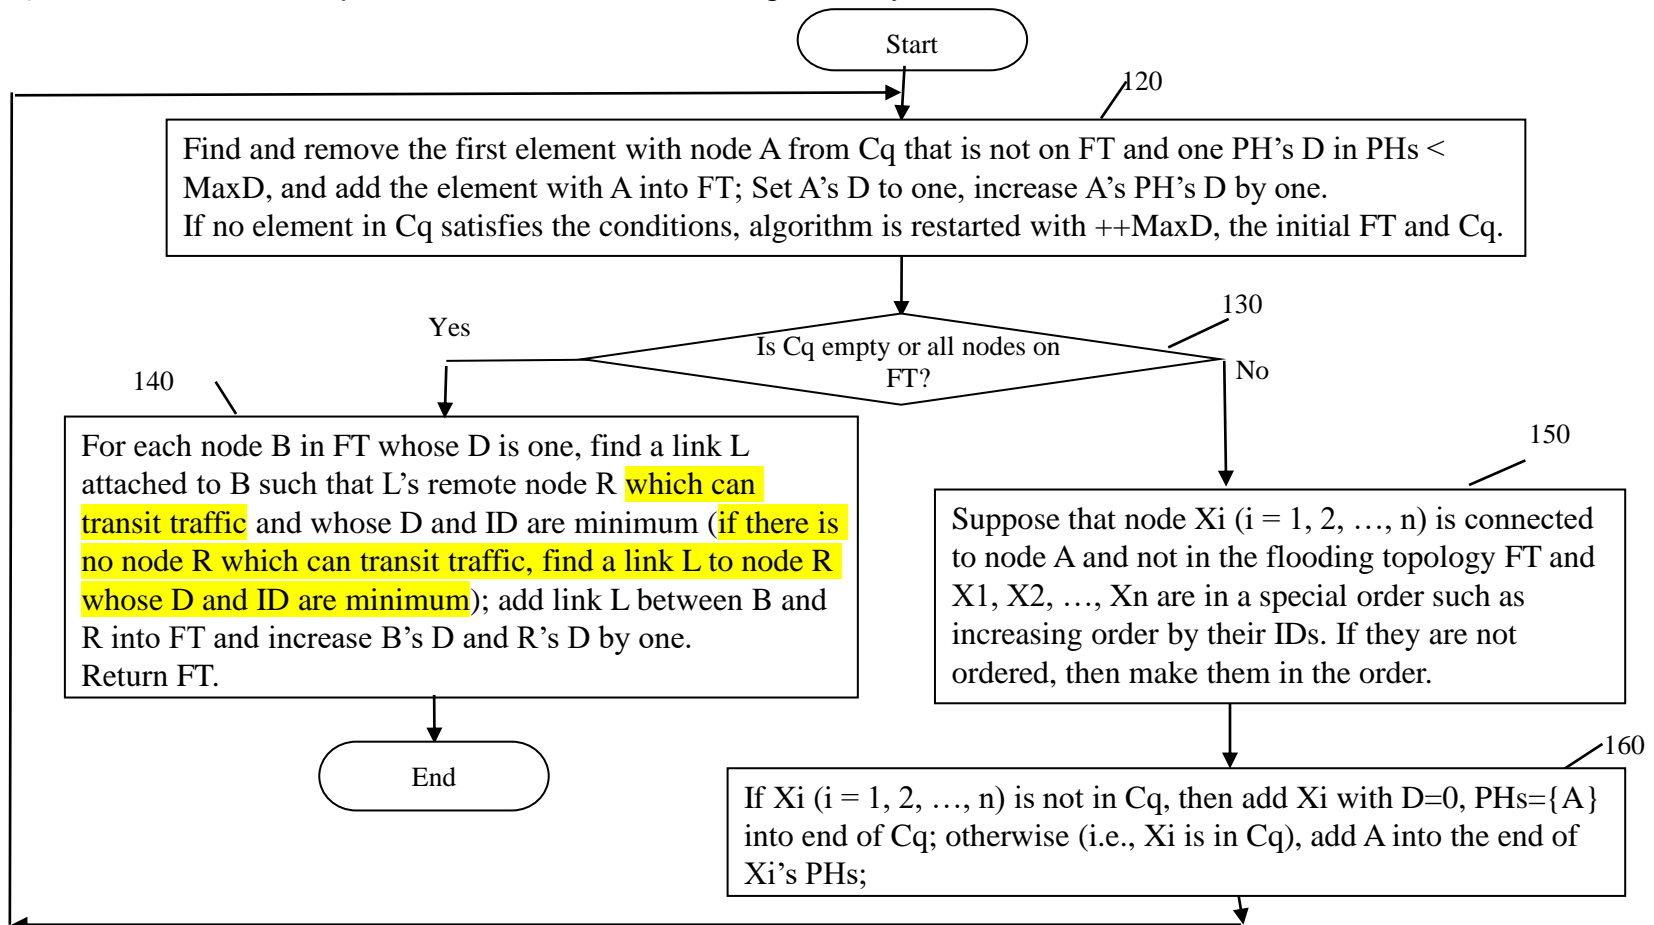 Start
120
Find and remove the first element with node A from Cq that is not on FT and one PH's D in PHs <
MaxD, and add the element with A into FT; Set A's D to one, increase A's PH's D by one.
If no element in Cq satisfies the conditions, algorithm is restarted with ++MaxD, the initial FT and Cq.
130
Yes
Is Cq empty or all nodes on
FT?
No
140
For each node B in FT whose D is one, find a link L
attached to B such that L's remote node R which can
transit traffic and whose D and ID are minimum (if there is
no node R which can transit traffic, find a link L to node R
whose D and ID are minimum); add link L between B and
R into FT and increase B's D and R's D by one.
Return FT.
End
150
Suppose that node Xi (i = 1, 2, …, n) is connected
to node A and not in the flooding topology FT and
X1, X2, …, Xn are in a special order such as
increasing order by their IDs. If they are not
ordered, then make them in the order.
160
If Xi (i = 1, 2, …, n) is not in Cq, then add Xi with D=0, PHs={A}
into end of Cq; otherwise (i.e., Xi is in Cq), add A into the end of
Xi's PHs;